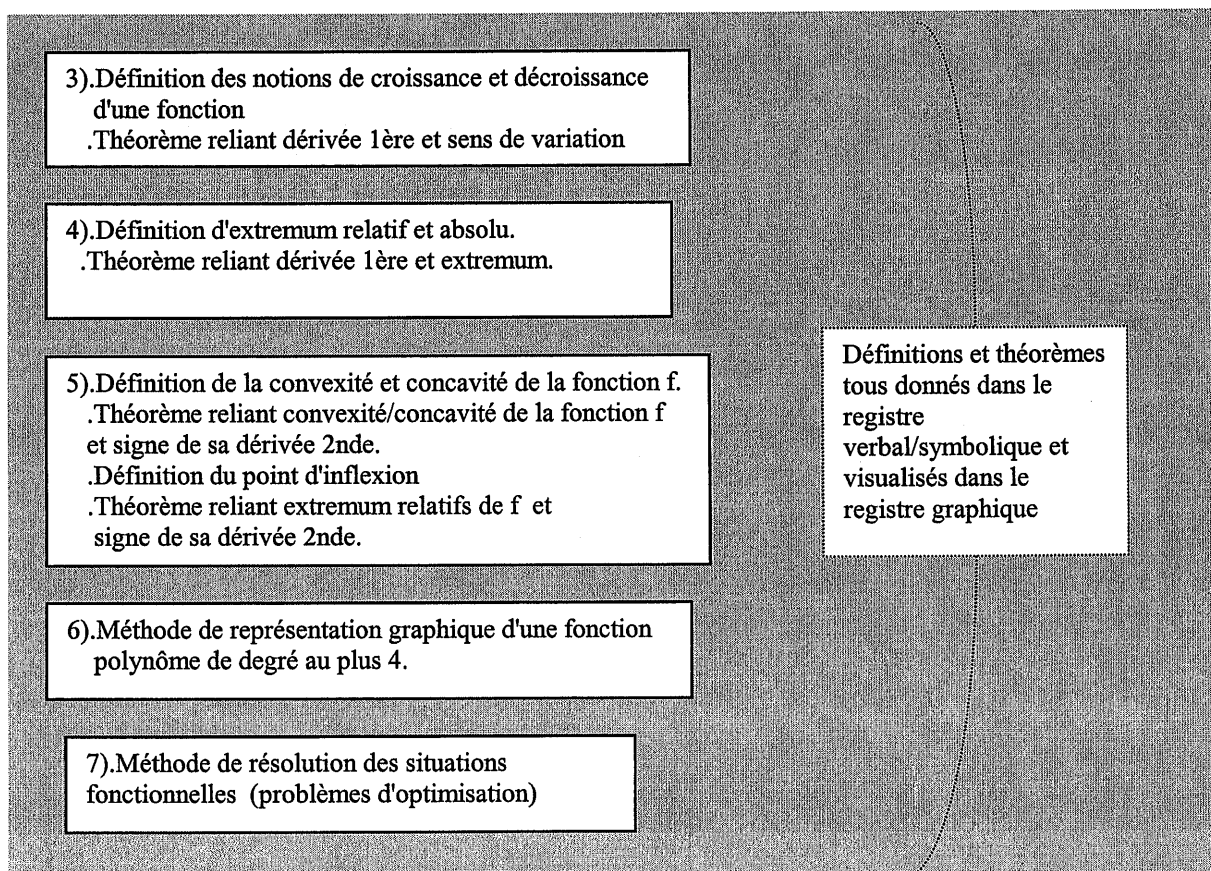 3).Définition des notions de croissance et décroissance
d'une fonction
.Théorème reliant dérivée 1ère et sens de variation
4).Définition d'extremum relatif et absolu.
.Théorème reliant dérivée 1ère et extremum.
5).Définition de la convexité et concavité de la fonction f.
.Théorème reliant convexité/concavité de la fonction f
et signe de sa dérivée 2nde.
.Définition du point d'inflexion
.Théorème reliant extremum relatifs de f et
signe de sa dérivée 2nde.
6).Méthode de représentation graphique d'une fonction
polynôme de degré au plus 4.
7).Méthode de résolution des situations
fonctionnelles (problèmes d'optimisation)
Définitions et théorèmes
tous donnés dans le
registre
verbal/symbolique et
visualisés dans le
registre graphique